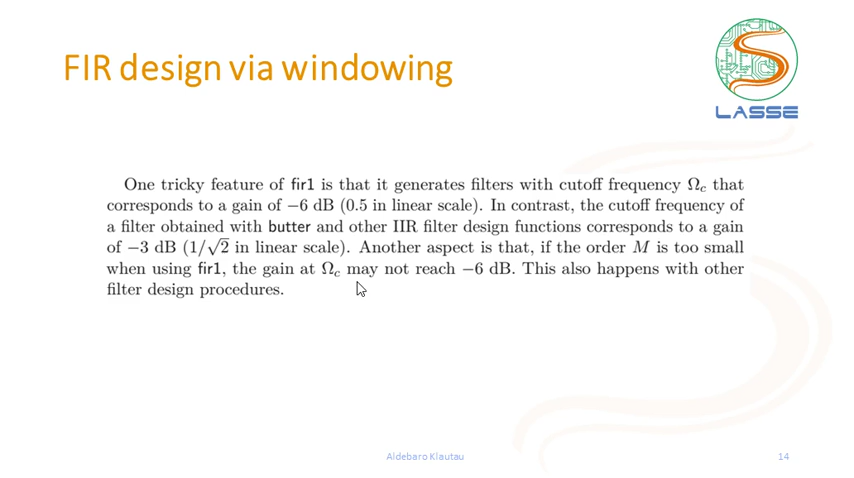 FIR design via windowing
LASSE
One tricky feature of fir1 is that it generates filters with cutoff frequency Ωc that
corresponds to a gain of −6 dB (0.5 in linear scale). In contrast, the cutoff frequency of
a filter obtained with butter and other IIR filter design functions corresponds to a gain
of −3 dB (1/√2 in linear scale). Another aspect is that, if the order M is too small
when using fir1, the gain at Ωc may not reach −6 dB. This also happens with other
filter design procedures.
Aldebaro Klautau
14